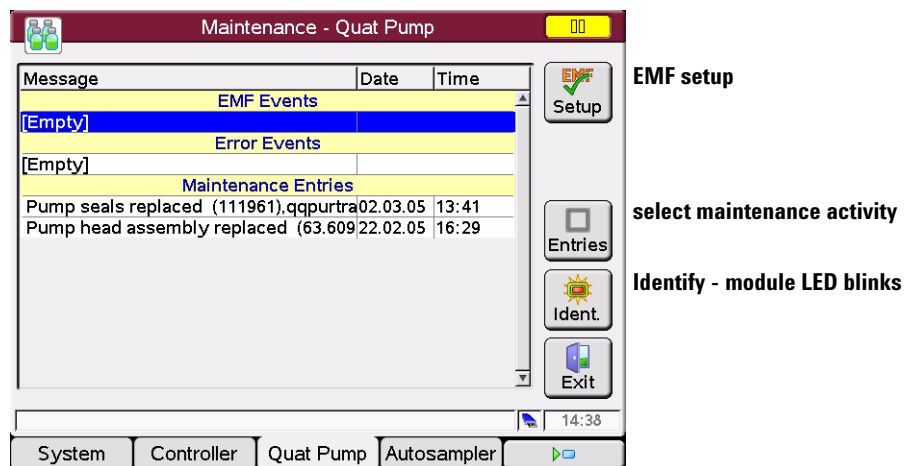 Maintenance - Quat Pump
Message Date Time
EMF Events
[Empty]
Error Events
[Empty]
Maintenance Entries
Pump seals replaced (111961),qqpurtra 02.03.05 13:41
Pump head assembly replaced (63.609 22.02.05 16:29
EMF
Setup
EMF setup
Entries
select maintenance activity
Ident.
Identify - module LED blinks
Exit
14:38
System Controller Quat Pump Autosampler